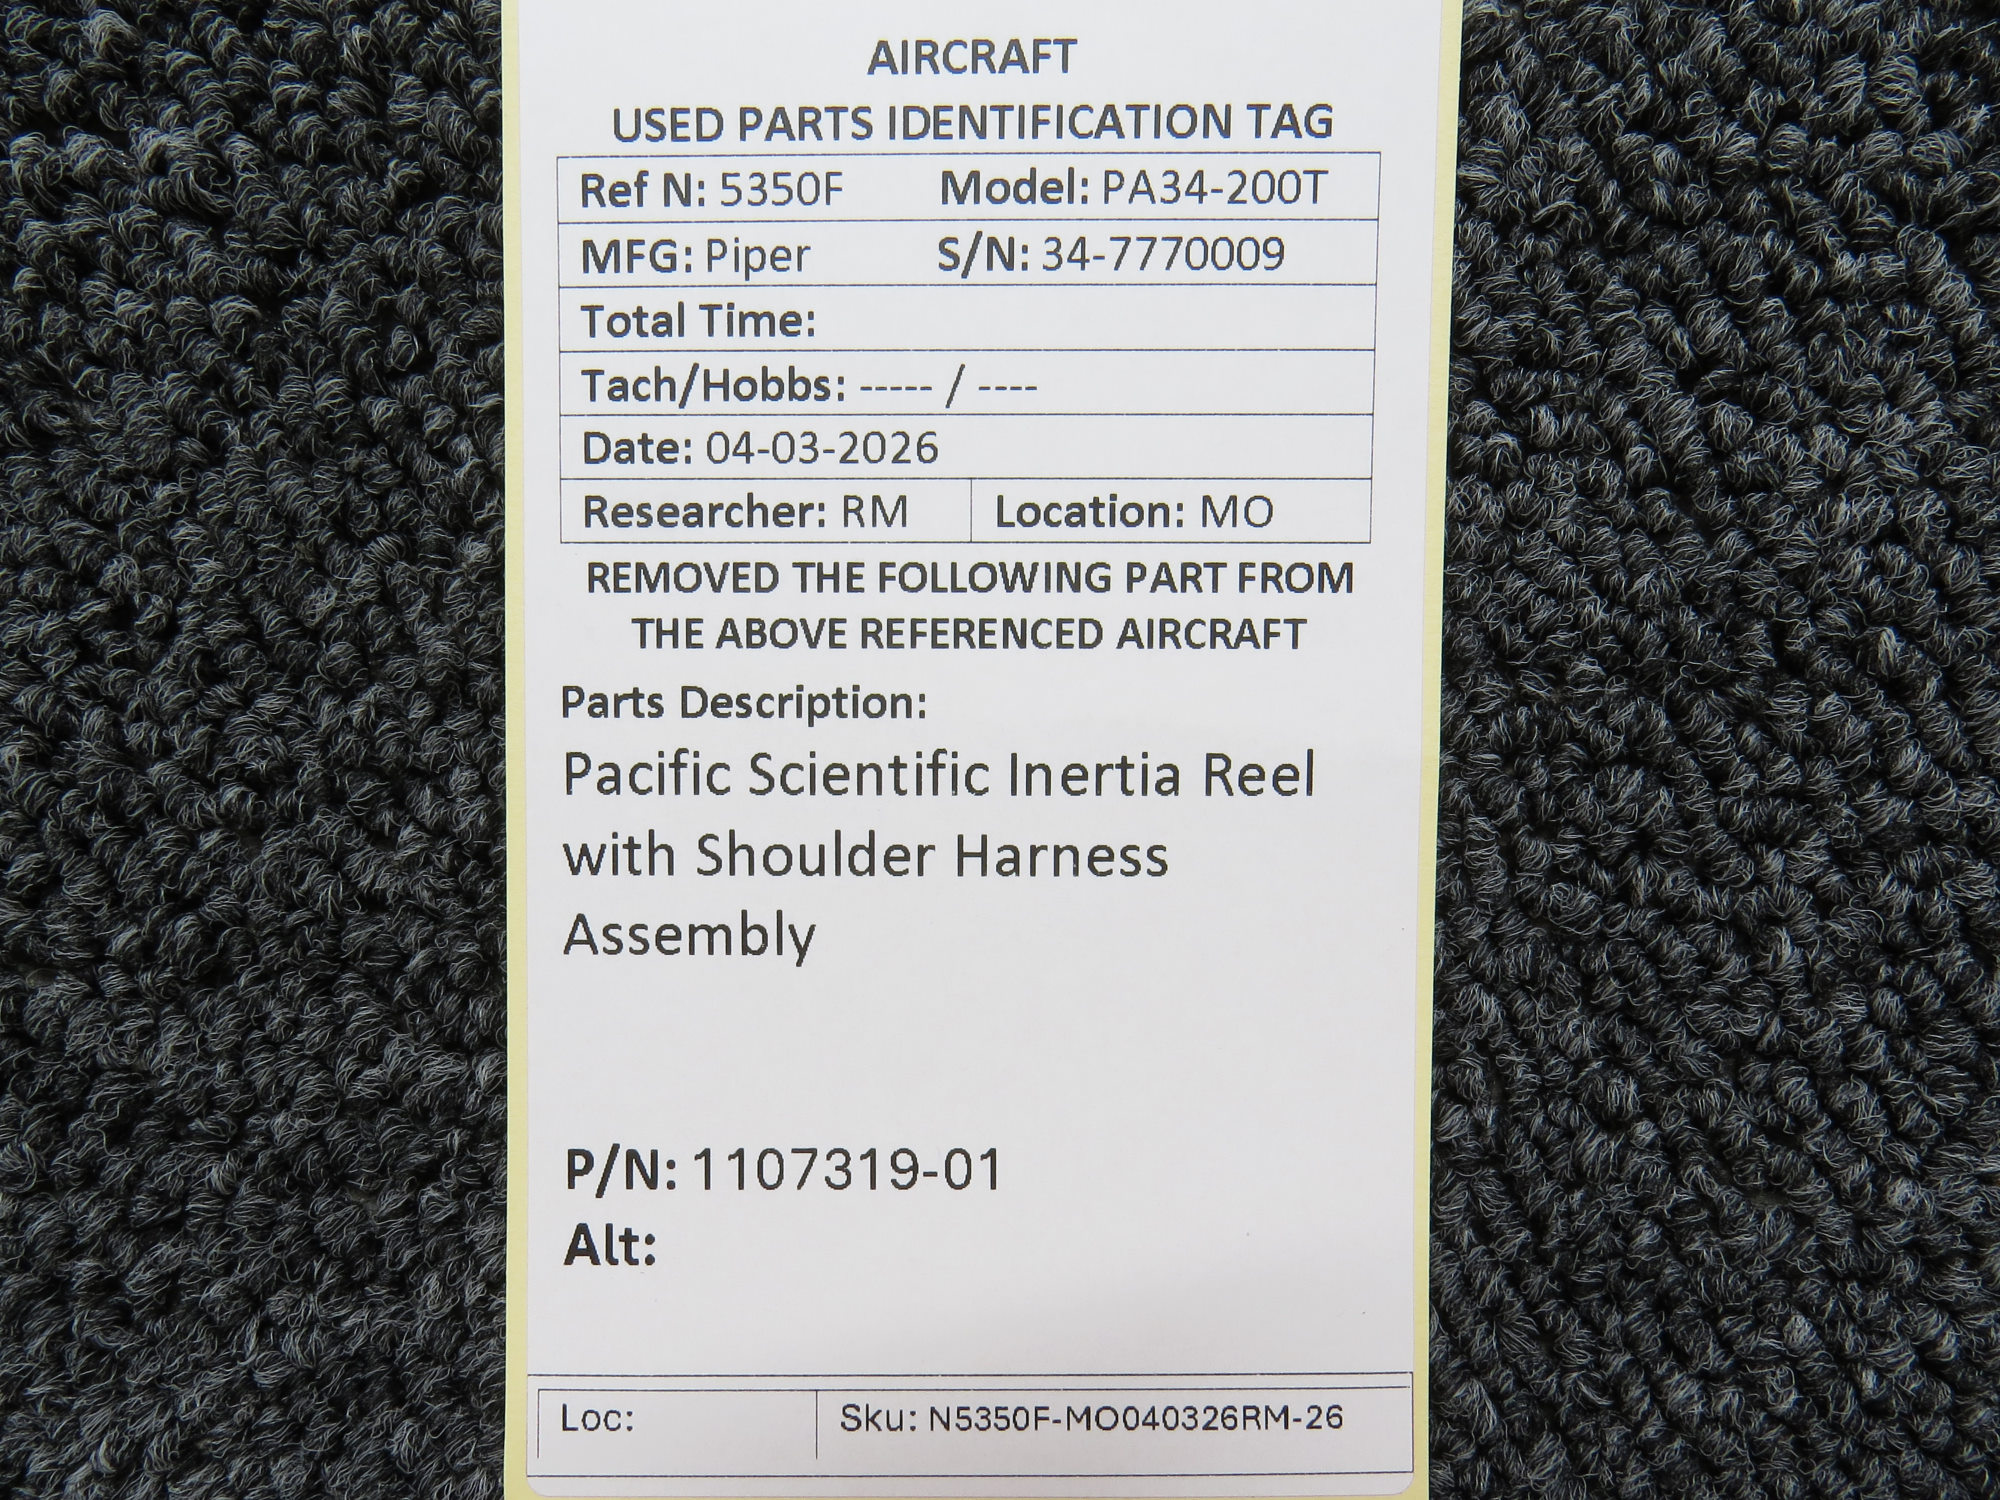 AIRCRAFT
USED PARTS IDENTIFICATION TAG
Ref N: 5350F Model: PA34-200T
MFG: Piper S/N: 34-7770009
Total Time:
Tach/Hobbs: ----- / ----
Date: 04-03-2026
Researcher: RM Location: MO
REMOVED THE FOLLOWING PART FROM
THE ABOVE REFERENCED AIRCRAFT
Parts Description:
Pacific Scientific Inertia Reel
with Shoulder Harness
Assembly
P/N: 1107319-01
Alt:
Loc: Sku: N5350F-MO040326RM-26